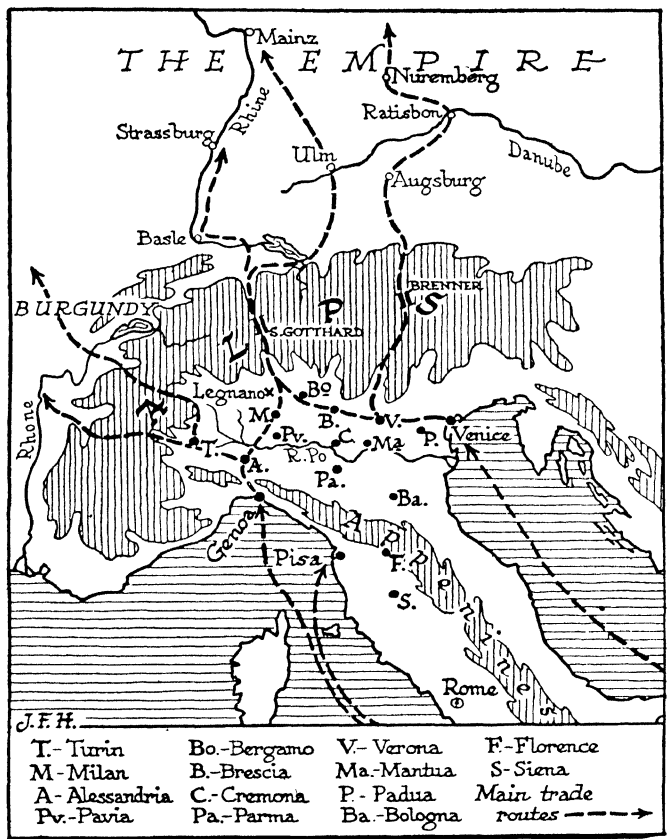 Mainz
THE EMPIRE
Nuremberg
Rhine
Ratisbon
Strassburg
Ulm
Danube
Augsburg
Basle
BRENNER
BURGUNDY
ALPS
S. GOTTHARD
Legnano
Bo
M.
B.
V.
Venice
Rhone
T.
Pv.
C.
Ma
P.
R. Po
A.
Pa.
Ba.
Genoa
Appenines
Pisa
F.
S.
Rome
J.F.H.
T.-Turin Bo.-Bergamo V.-Verona F.-Florence
M-Milan B.-Brescia Ma.-Mantua S-Siena
A-Alessandria C.-Cremona P.-Padua Main trade
Pv.-Pavia Pa.-Parma Ba.-Bologna routes